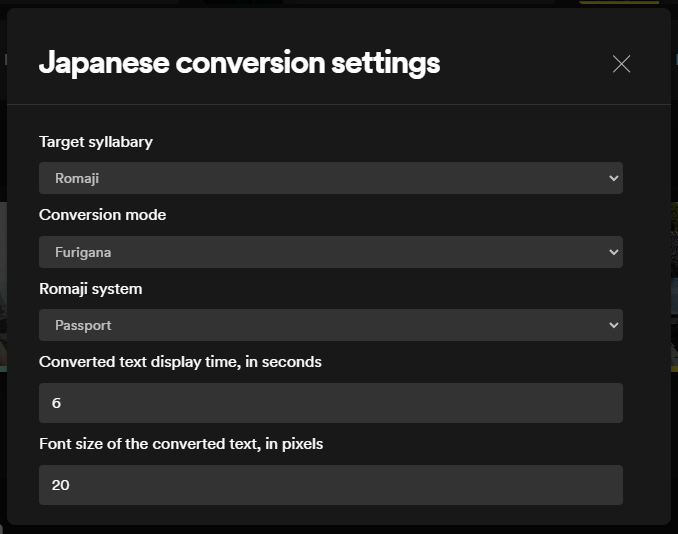 Japanese conversion settings
Target syllabary
Romaji
Conversion mode
Furigana
Romaji system
Passport
Converted text display time, in seconds
6
Font size of the converted text, in pixels
20